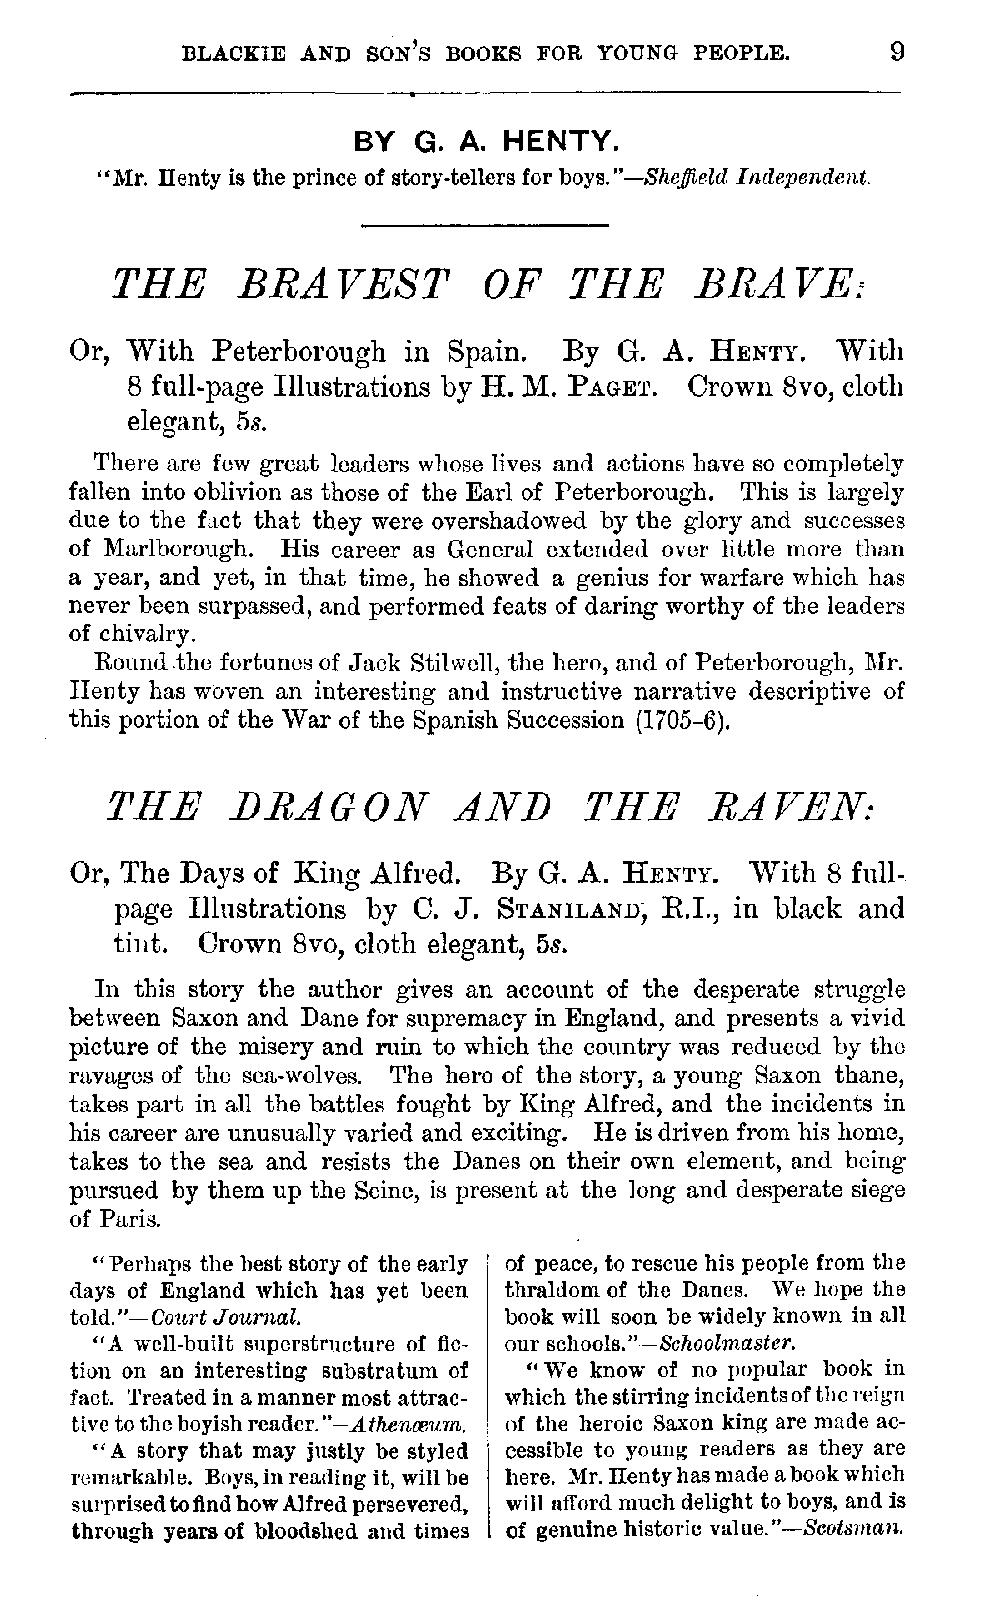 BLACKIE AND SON'S BOOKS FOR YOUNG PEOPLE. 9
BY G. A. HENTY.
"Mr. Henty is the prince of story-tellers for boys."—Sheffield Independent.
THE BRAVEST OF THE BRAVE:
Or, With Peterborough in Spain. By G. A. HENTY. With
8 full-page Illustrations by H. M. PAGET. Crown 8vo, cloth
elegant, 5s.
There are few great leaders whose lives and actions have so completely
fallen into oblivion as those of the Earl of Peterborough. This is largely
due to the fact that they were overshadowed by the glory and successes
of Marlborough. His career as General extended over little more than
a year, and yet, in that time, he showed a genius for warfare which has
never been surpassed, and performed feats of daring worthy of the leaders
of chivalry.
Round the fortunes of Jack Stilwell, the hero, and of Peterborough, Mr.
Henty has woven an interesting and instructive narrative descriptive of
this portion of the War of the Spanish Succession (1705-6).
THE DRAGON AND THE RAVEN:
Or, The Days of King Alfred. By G. A. HENTY. With 8 full-
page Illustrations by C. J. STANILAND, R.I., in black and
tint. Crown 8vo, cloth elegant, 5s.
In this story the author gives an account of the desperate struggle
between Saxon and Dane for supremacy in England, and presents a vivid
picture of the misery and ruin to which the country was reduced by the
ravages of the sea-wolves. The hero of the story, a young Saxon thane,
takes part in all the battles fought by King Alfred, and the incidents in
his career are unusually varied and exciting. He is driven from his home,
takes to the sea and resists the Danes on their own element, and being
pursued by them up the Seine, is present at the long and desperate siege
of Paris.
"Perhaps the best story of the early
days of England which has yet been
told."—Court Journal.
"A well-built superstructure of fic-
tion on an interesting substratum of
fact. Treated in a manner most attrac-
tive to the boyish reader."—Athenæum.
"A story that may justly be styled
remarkable. Boys, in reading it, will be
surprised to find how Alfred persevered,
through years of bloodshed and times
of peace, to rescue his people from the
thraldom of the Danes. We hope the
book will soon be widely known in all
our schools."—Schoolmaster.
"We know of no popular book in
which the stirring incidents of the reign
of the heroic Saxon king are made ac-
cessible to young readers as they are
here. Mr. Henty has made a book which
will afford much delight to boys, and is
of genuine historic value."—Scotsman.